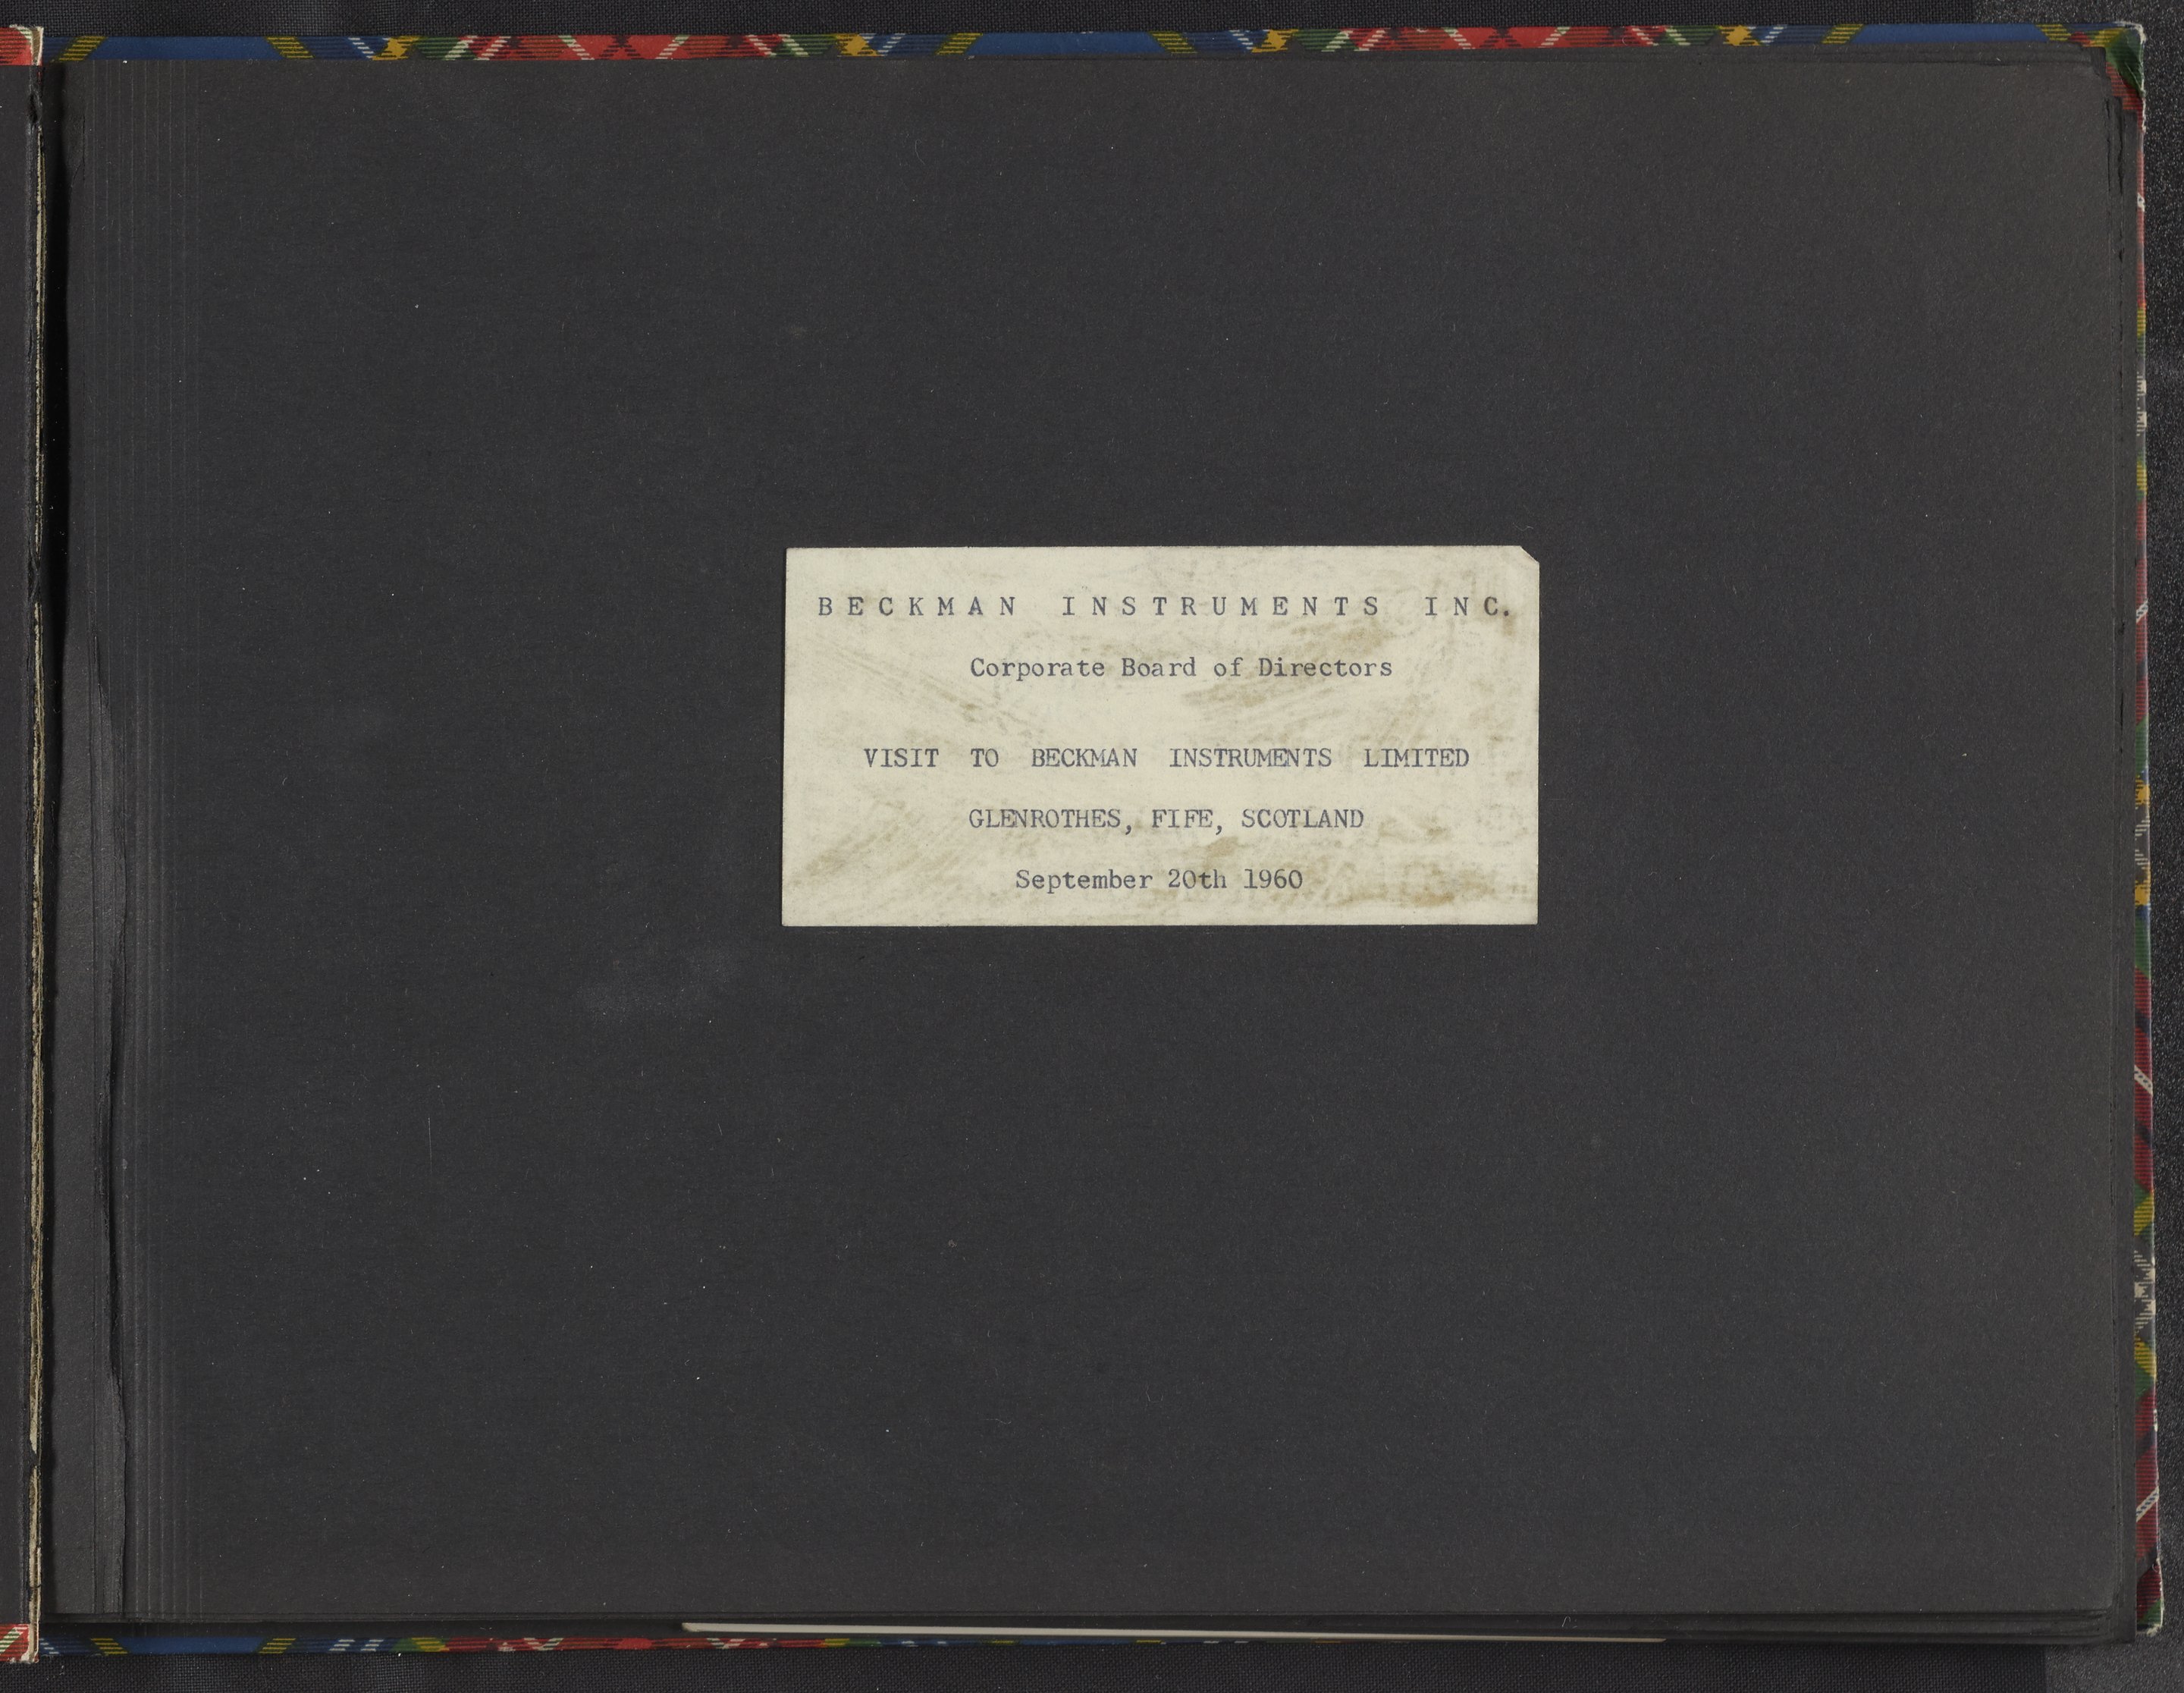 BECKMAN INSTRUMENTS INC.
Corporate Board of Directors
VISIT TO BECKMAN INSTRUMENTS LIMITED
GLENROTHES, FIFE, SCOTLAND
September 20th 1960